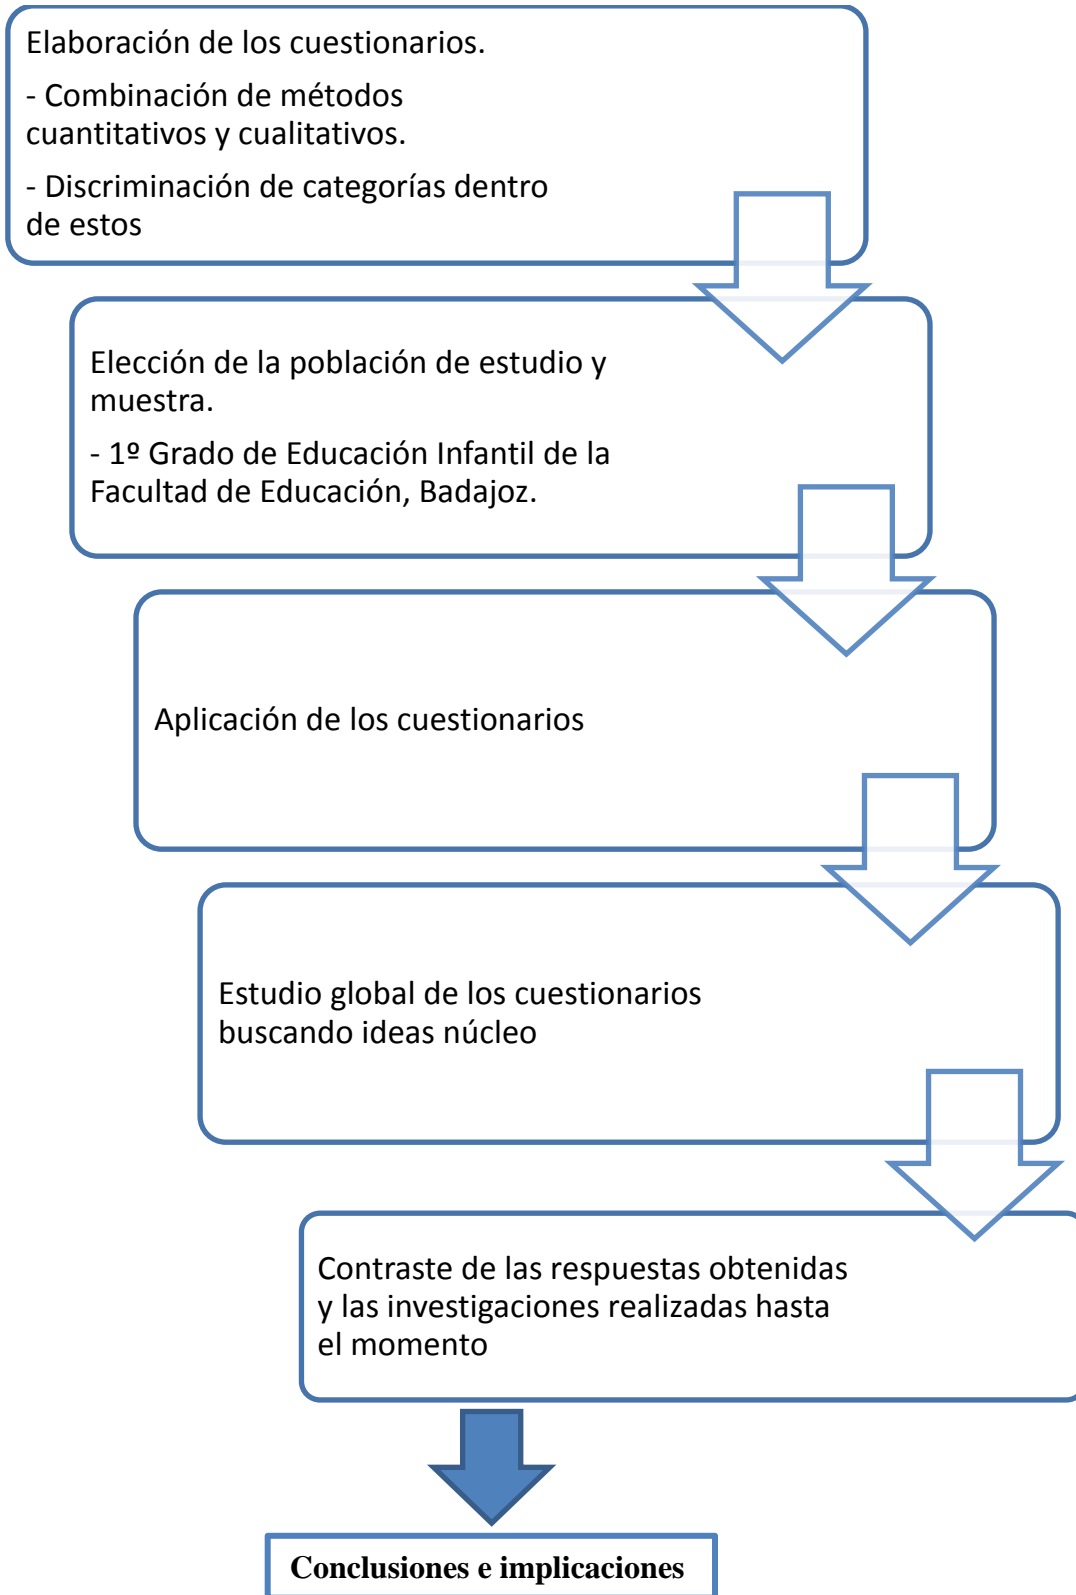 Elaboración de los cuestionarios.
- Combinación de métodos
cuantitativos y cualitativos.
- Discriminación de categorías dentro
de estos
Elección de la población de estudio y
muestra.
- 1º Grado de Educación Infantil de la
Facultad de Educación, Badajoz.
Aplicación de los cuestionarios
Estudio global de los cuestionarios
buscando ideas núcleo
Contraste de las respuestas obtenidas
y las investigaciones realizadas hasta
el momento
Conclusiones e implicaciones